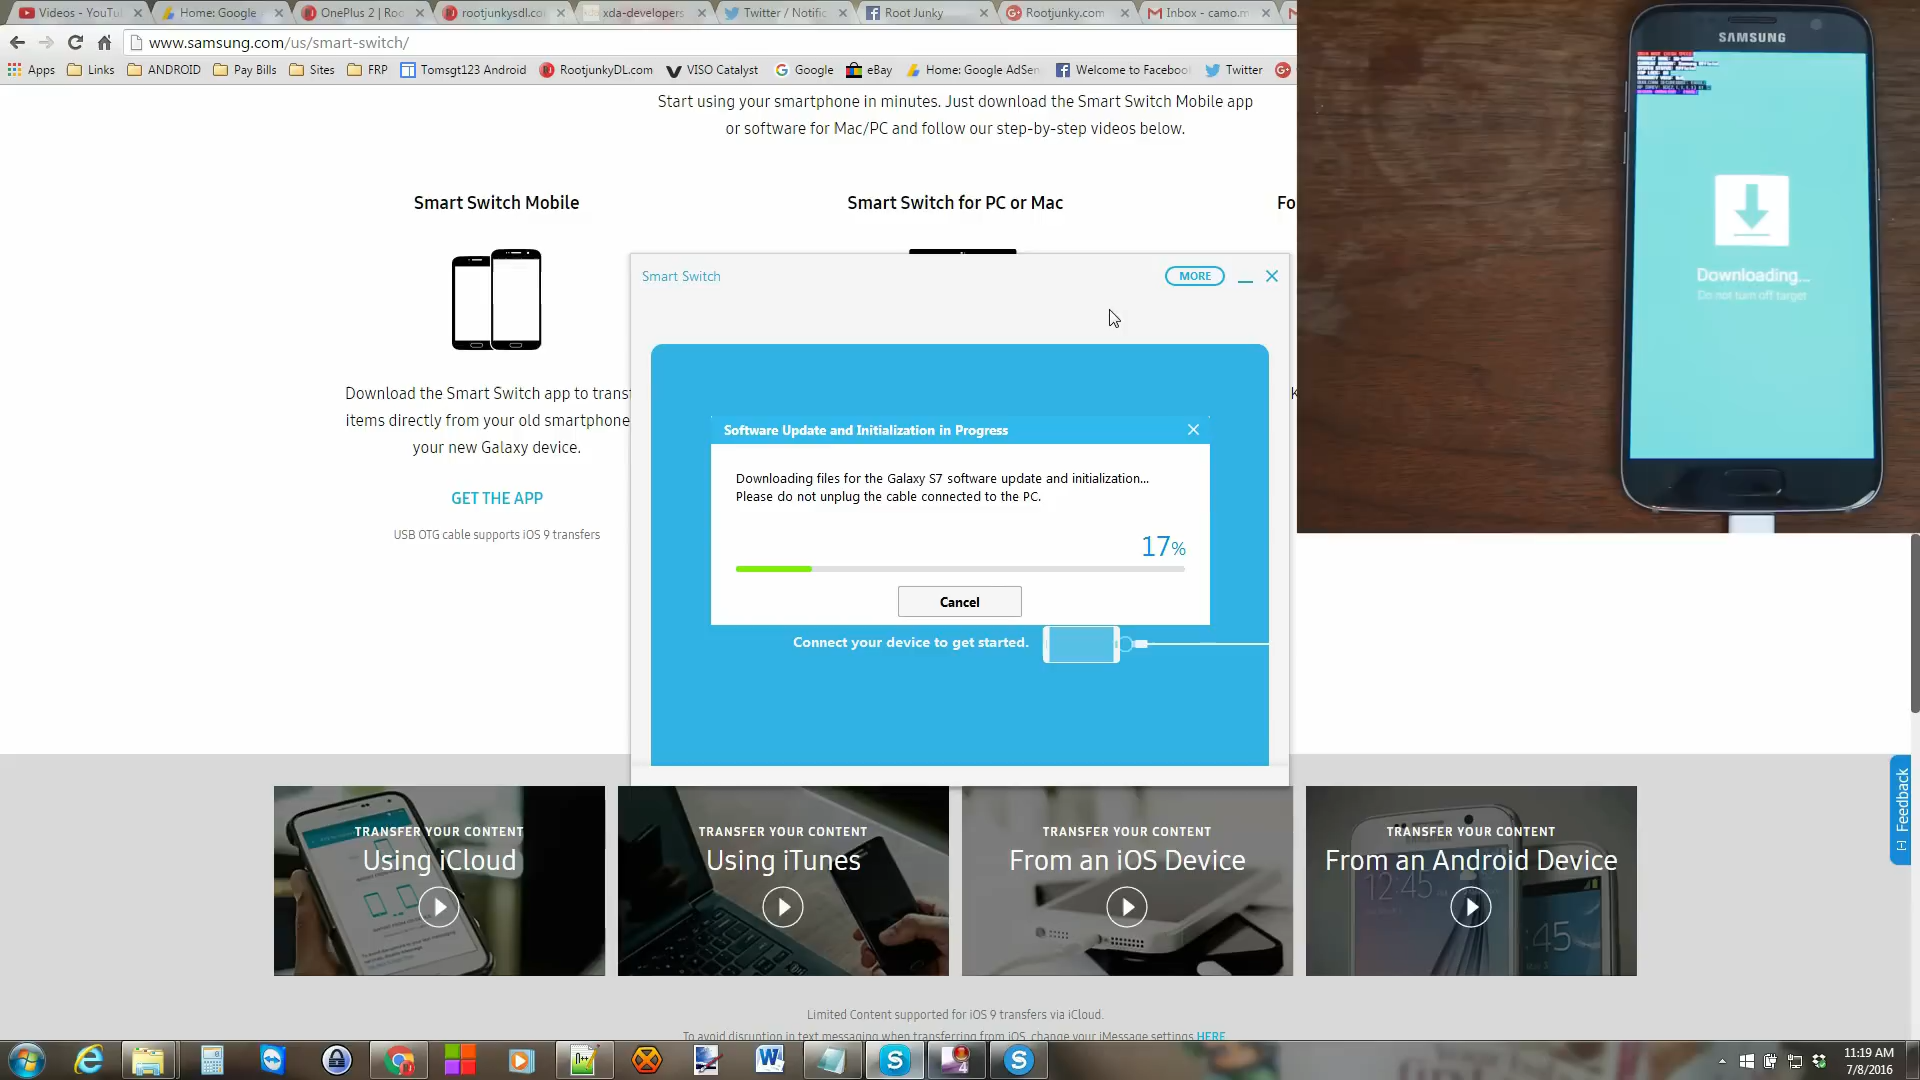 Videos - YouTu
Home: Google
OnePlus 2 | Roo
rootjunkysdl.co
xda-developers
Twitter / Notific
Root Junky
Rootjunky.com
Inbox - camo.m
www.samsung.com/us/smart-switch/
Apps
Links
ANDROID
Pay Bills
Sites
FRP
Tomsgt123 Android
RootjunkyDL.com
VISO Catalyst
Google
eBay
Home: Google AdSen
Welcome to Faceboo
Twitter
Start using your smartphone in minutes. Just download the Smart Switch Mobile app
or software for Mac/PC and follow our step-by-step videos below.
Smart Switch Mobile
Smart Switch for PC or Mac
Fo
Download the Smart Switch app to transf
items directly from your old smartphone
your new Galaxy device.
GET THE APP
USB OTG cable supports iOS 9 transfers
Smart Switch
MORE
Software Update and Initialization in Progress
Downloading files for the Galaxy S7 software update and initialization...
Please do not unplug the cable connected to the PC.
17%
Cancel
Connect your device to get started.
SAMSUNG
Downloading...
Do not turn off target
Feedback
[-]
TRANSFER YOUR CONTENT
Using iCloud
TRANSFER YOUR CONTENT
Using iTunes
TRANSFER YOUR CONTENT
From an iOS Device
TRANSFER YOUR CONTENT
From an Android Device
12:45
:45
Limited Content supported for iOS 9 transfers via iCloud.
To avoid disruption in text messaging when transferring from iOS, change your iMessage settings HERE
11:19 AM
7/8/2016